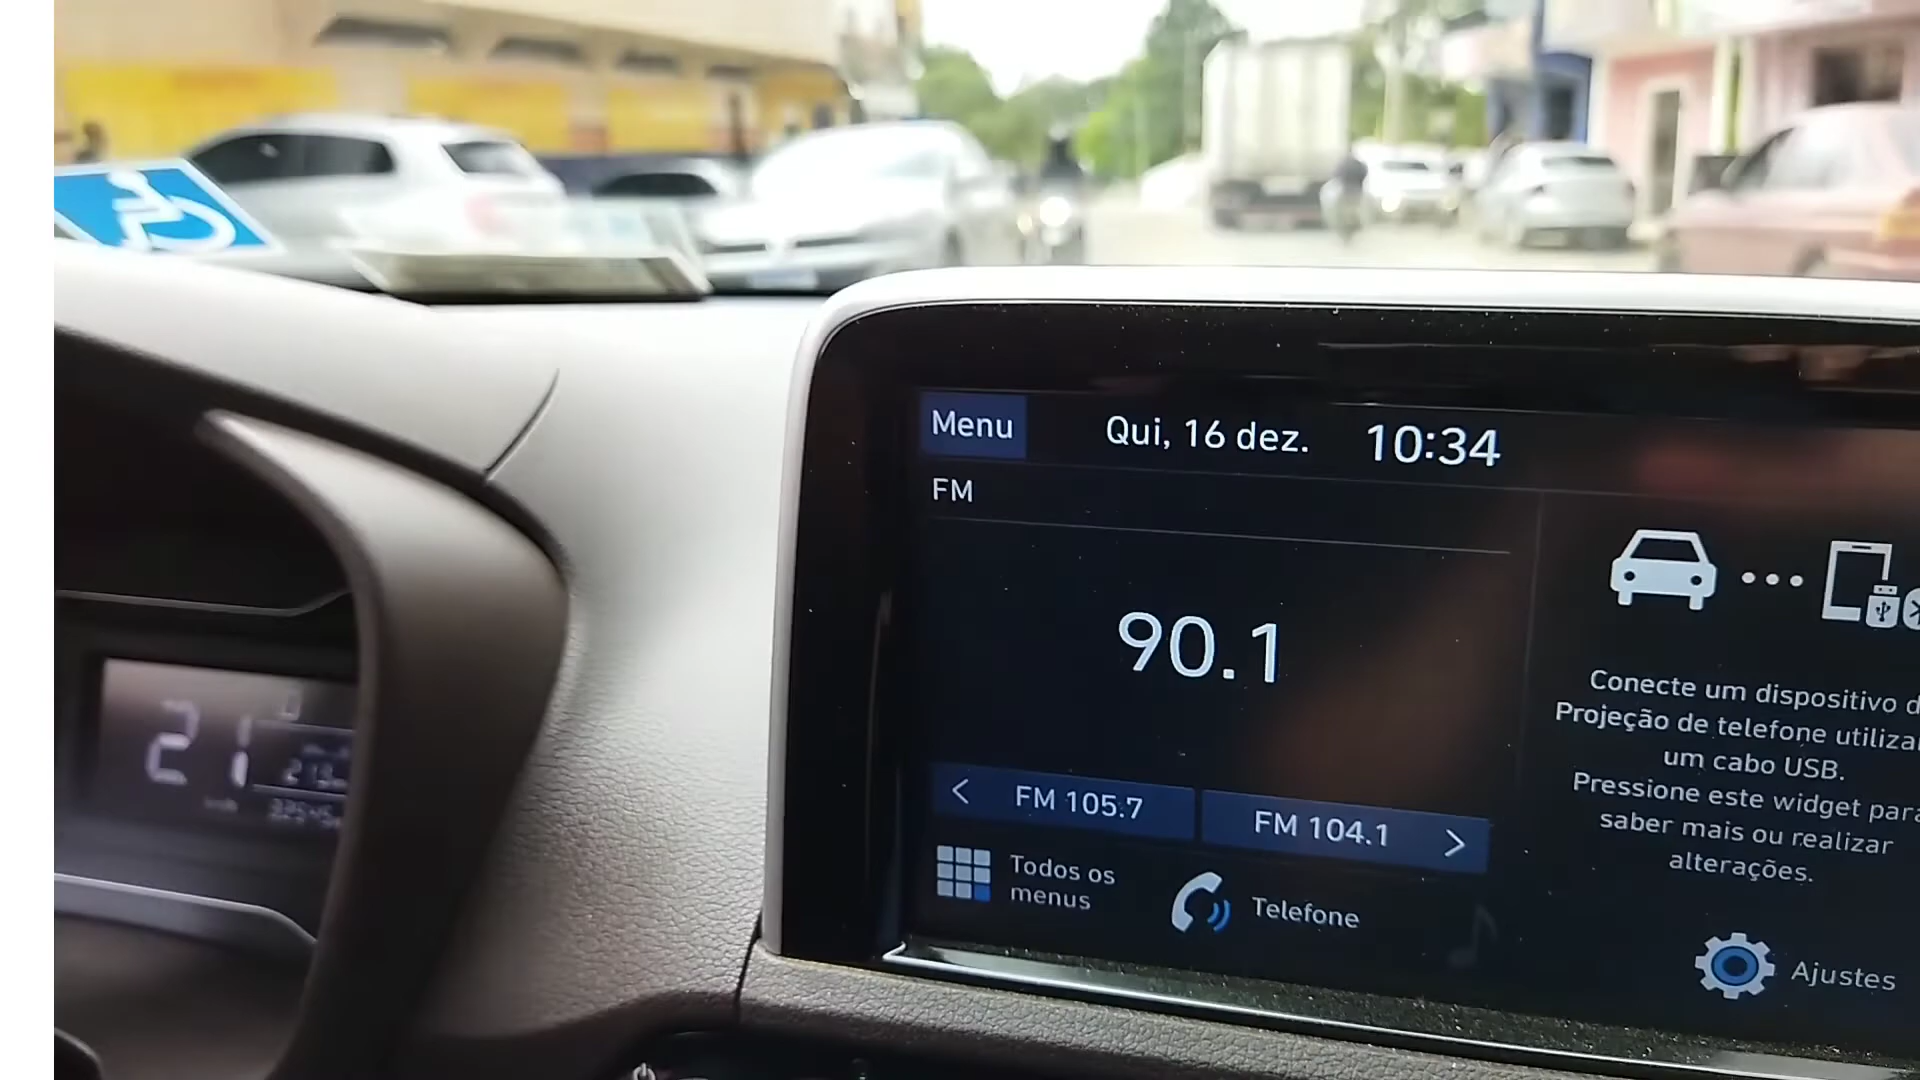 Menu
Qui, 16 dez.
10:34
FM
90.1
< FM 105.7
FM 104.1 >
Todos os
menus
Telefone
Conecte um dispositivo
Projeção de telefone
um cabo USB.
Pressione este widget para
saber mais ou realizar
alterações.
Ajustes
21